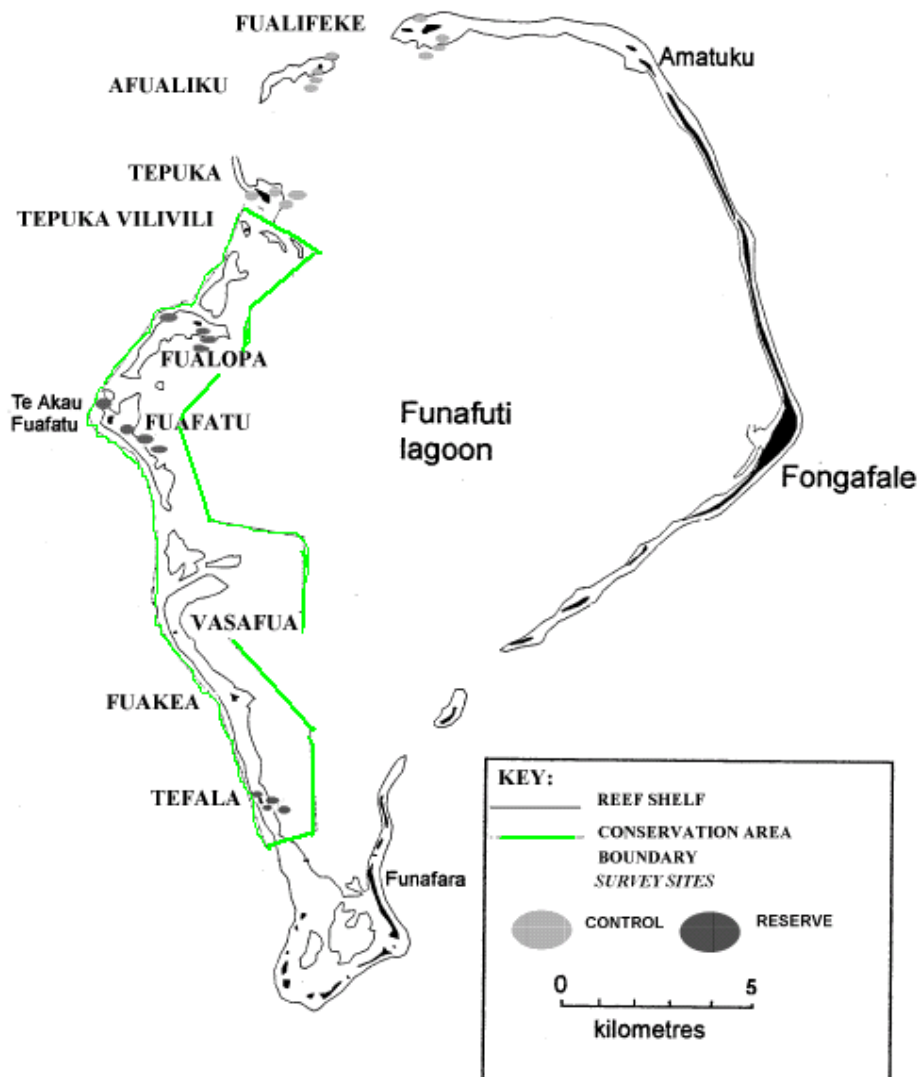 FUALIFEKE
Amatuku
AFUALIKU
TEPUKA
TEPUKA VILIVILI
FUALOPA
Te Akau
Fuafatu
FUAFATU
Funafuti
lagoon
Fongafale
VASAFUA
FUAKEA
TEFALA
Funafara
KEY:
REEF SHELF
CONSERVATION AREA
BOUNDARY
SURVEY SITES
CONTROL
RESERVE
0 5
kilometres